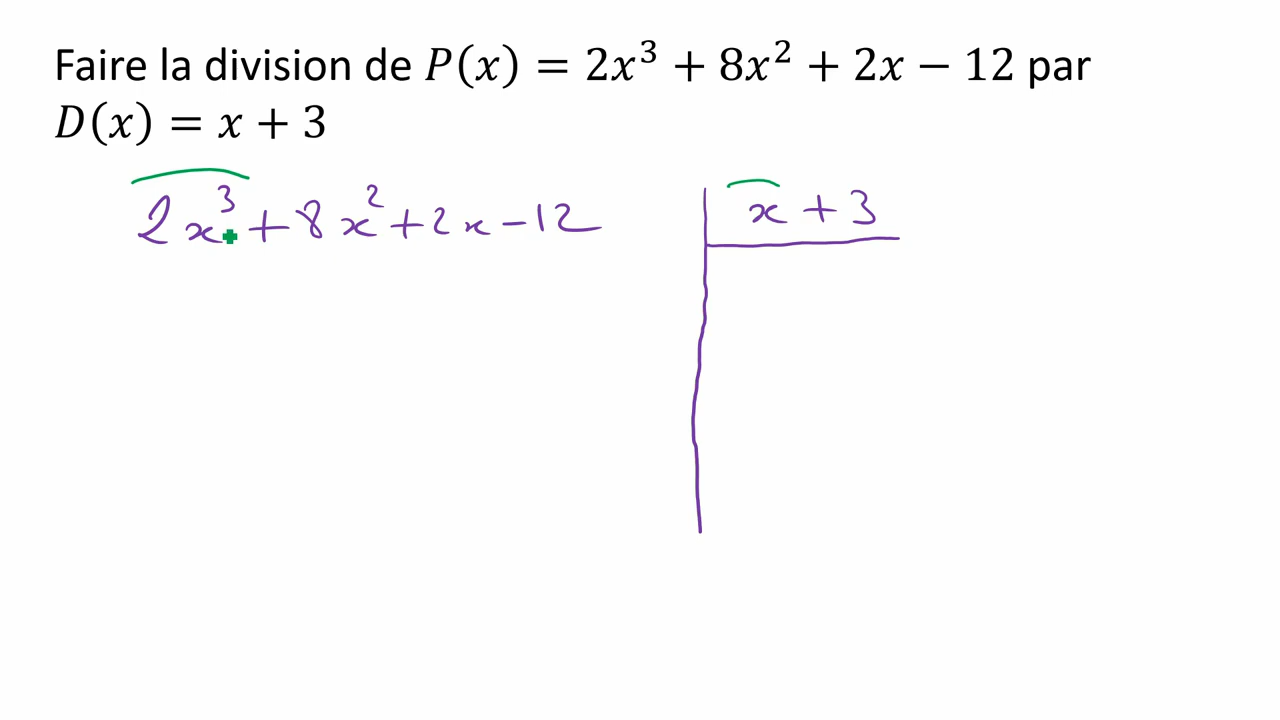 Faire la division de P(x) = 2x³ + 8x² + 2x − 12 par
D(x) = x + 3
2x³ + 8x² + 2x − 12 | x + 3